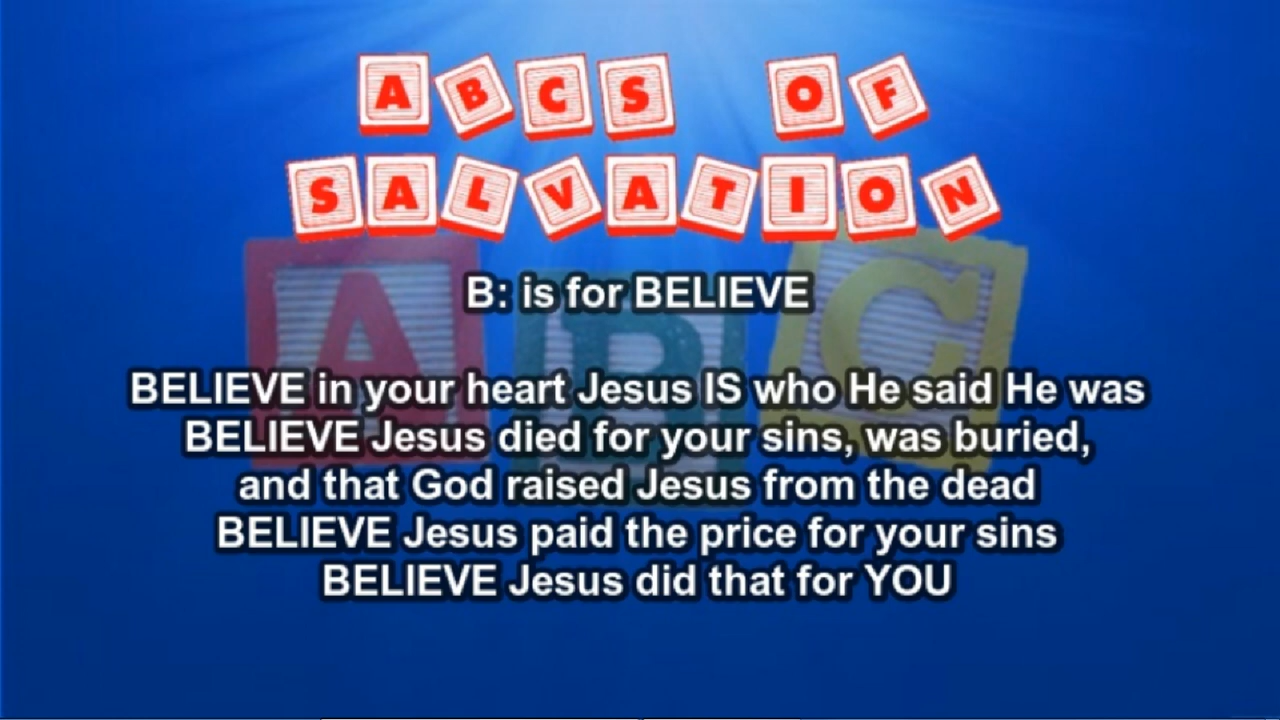 ABCS OF
SALVATION
B: is for BELIEVE
BELIEVE in your heart Jesus IS who He said He was
BELIEVE Jesus died for your sins, was buried,
and that God raised Jesus from the dead
BELIEVE Jesus paid the price for your sins
BELIEVE Jesus did that for YOU
A B C